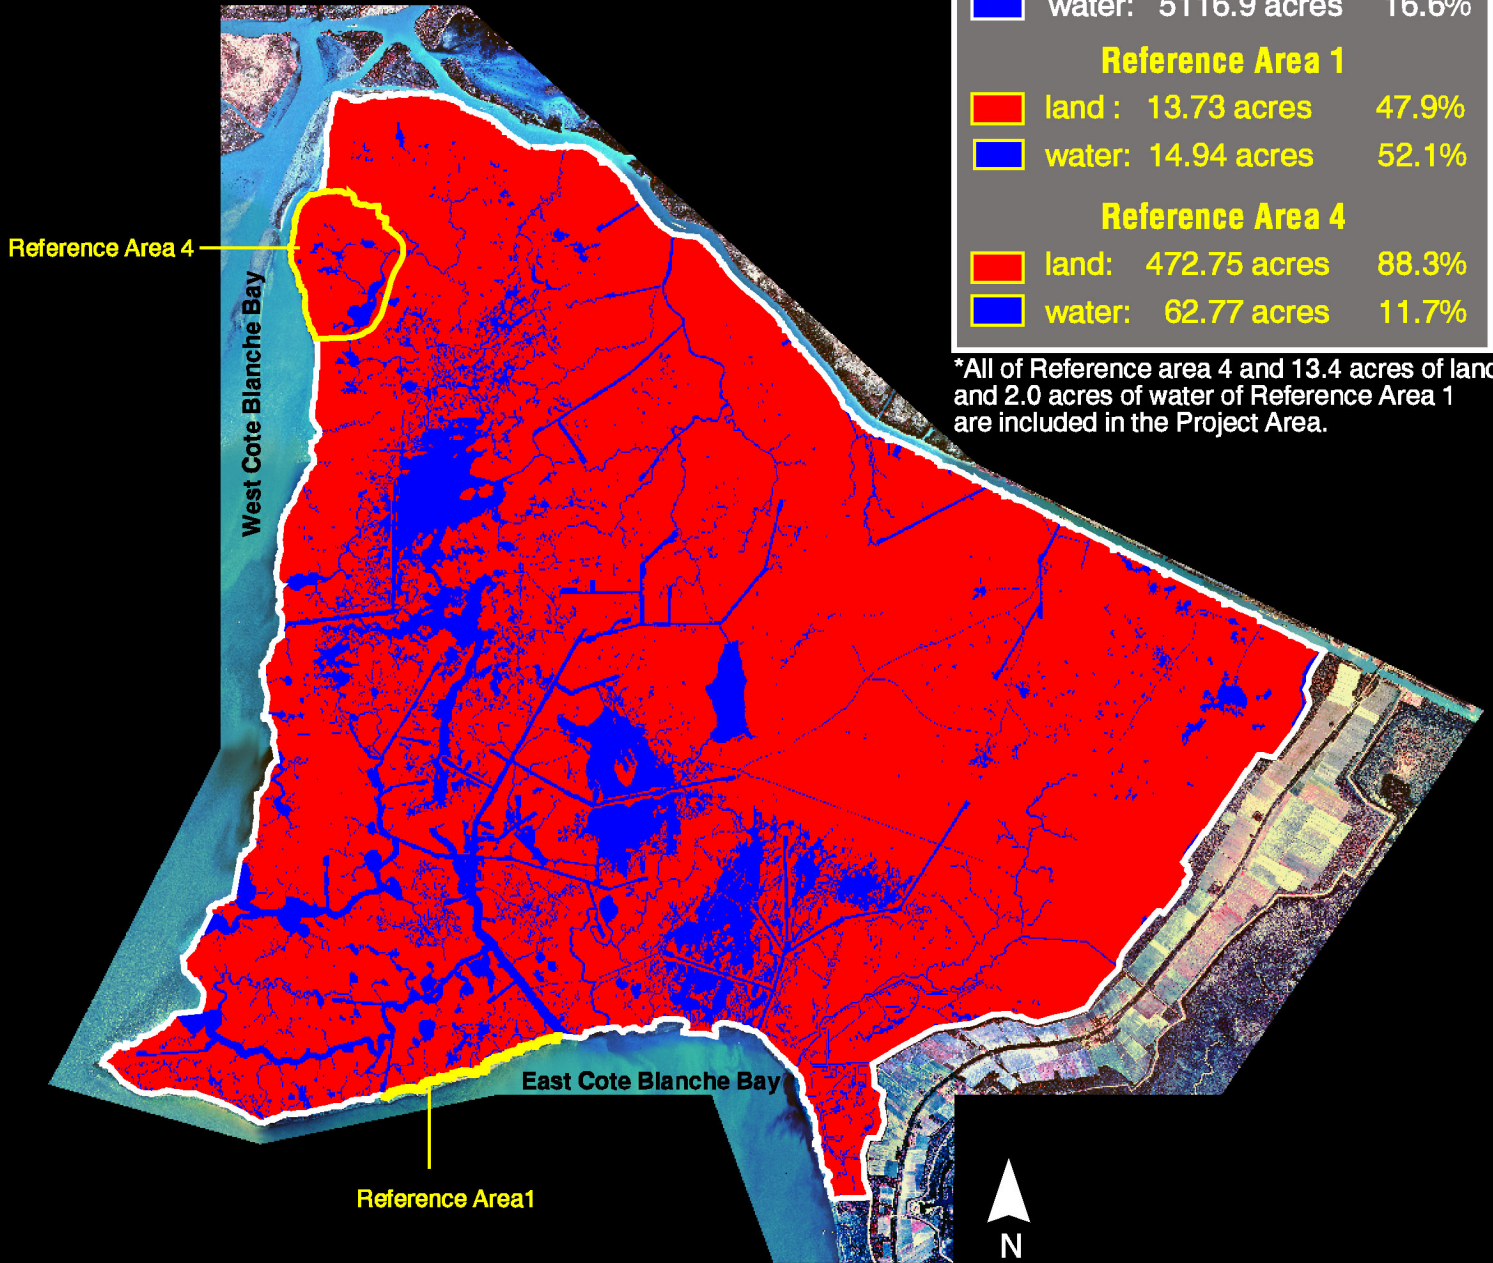 water: 5116.9 acres 16.6%
Reference Area 1
land : 13.73 acres 47.9%
water: 14.94 acres 52.1%
Reference Area 4
land: 472.75 acres 88.3%
water: 62.77 acres 11.7%
*All of Reference area 4 and 13.4 acres of land
and 2.0 acres of water of Reference Area 1
are included in the Project Area.
Reference Area 4
West Cote Blanche Bay
East Cote Blanche Bay
Reference Area1
N